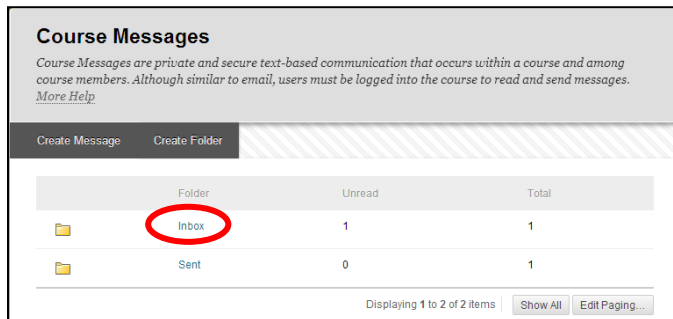 Course Messages
Course Messages are private and secure text-based communication that occurs within a course and among
course members. Although similar to email, users must be logged into the course to read and send messages.
More Help
Create Message Create Folder
Folder Unread Total
Inbox 1 1
Sent 0 1
Displaying 1 to 2 of 2 items Show All Edit Paging...